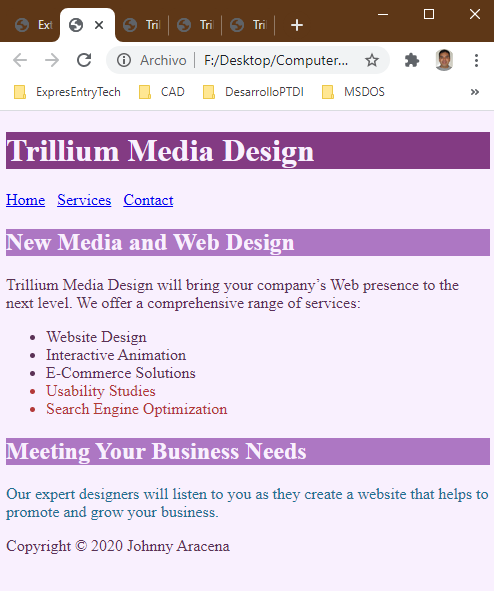 Ext
Tril
Tril
Tril
Archivo | F:/Desktop/Computer...
ExpresEntryTech CAD DesarrolloPTDI MSDOS »
Trillium Media Design
Home Services Contact
New Media and Web Design
Trillium Media Design will bring your company’s Web presence to the
next level. We offer a comprehensive range of services:
• Website Design
• Interactive Animation
• E-Commerce Solutions
• Usability Studies
• Search Engine Optimization
Meeting Your Business Needs
Our expert designers will listen to you as they create a website that helps to
promote and grow your business.
Copyright © 2020 Johnny Aracena